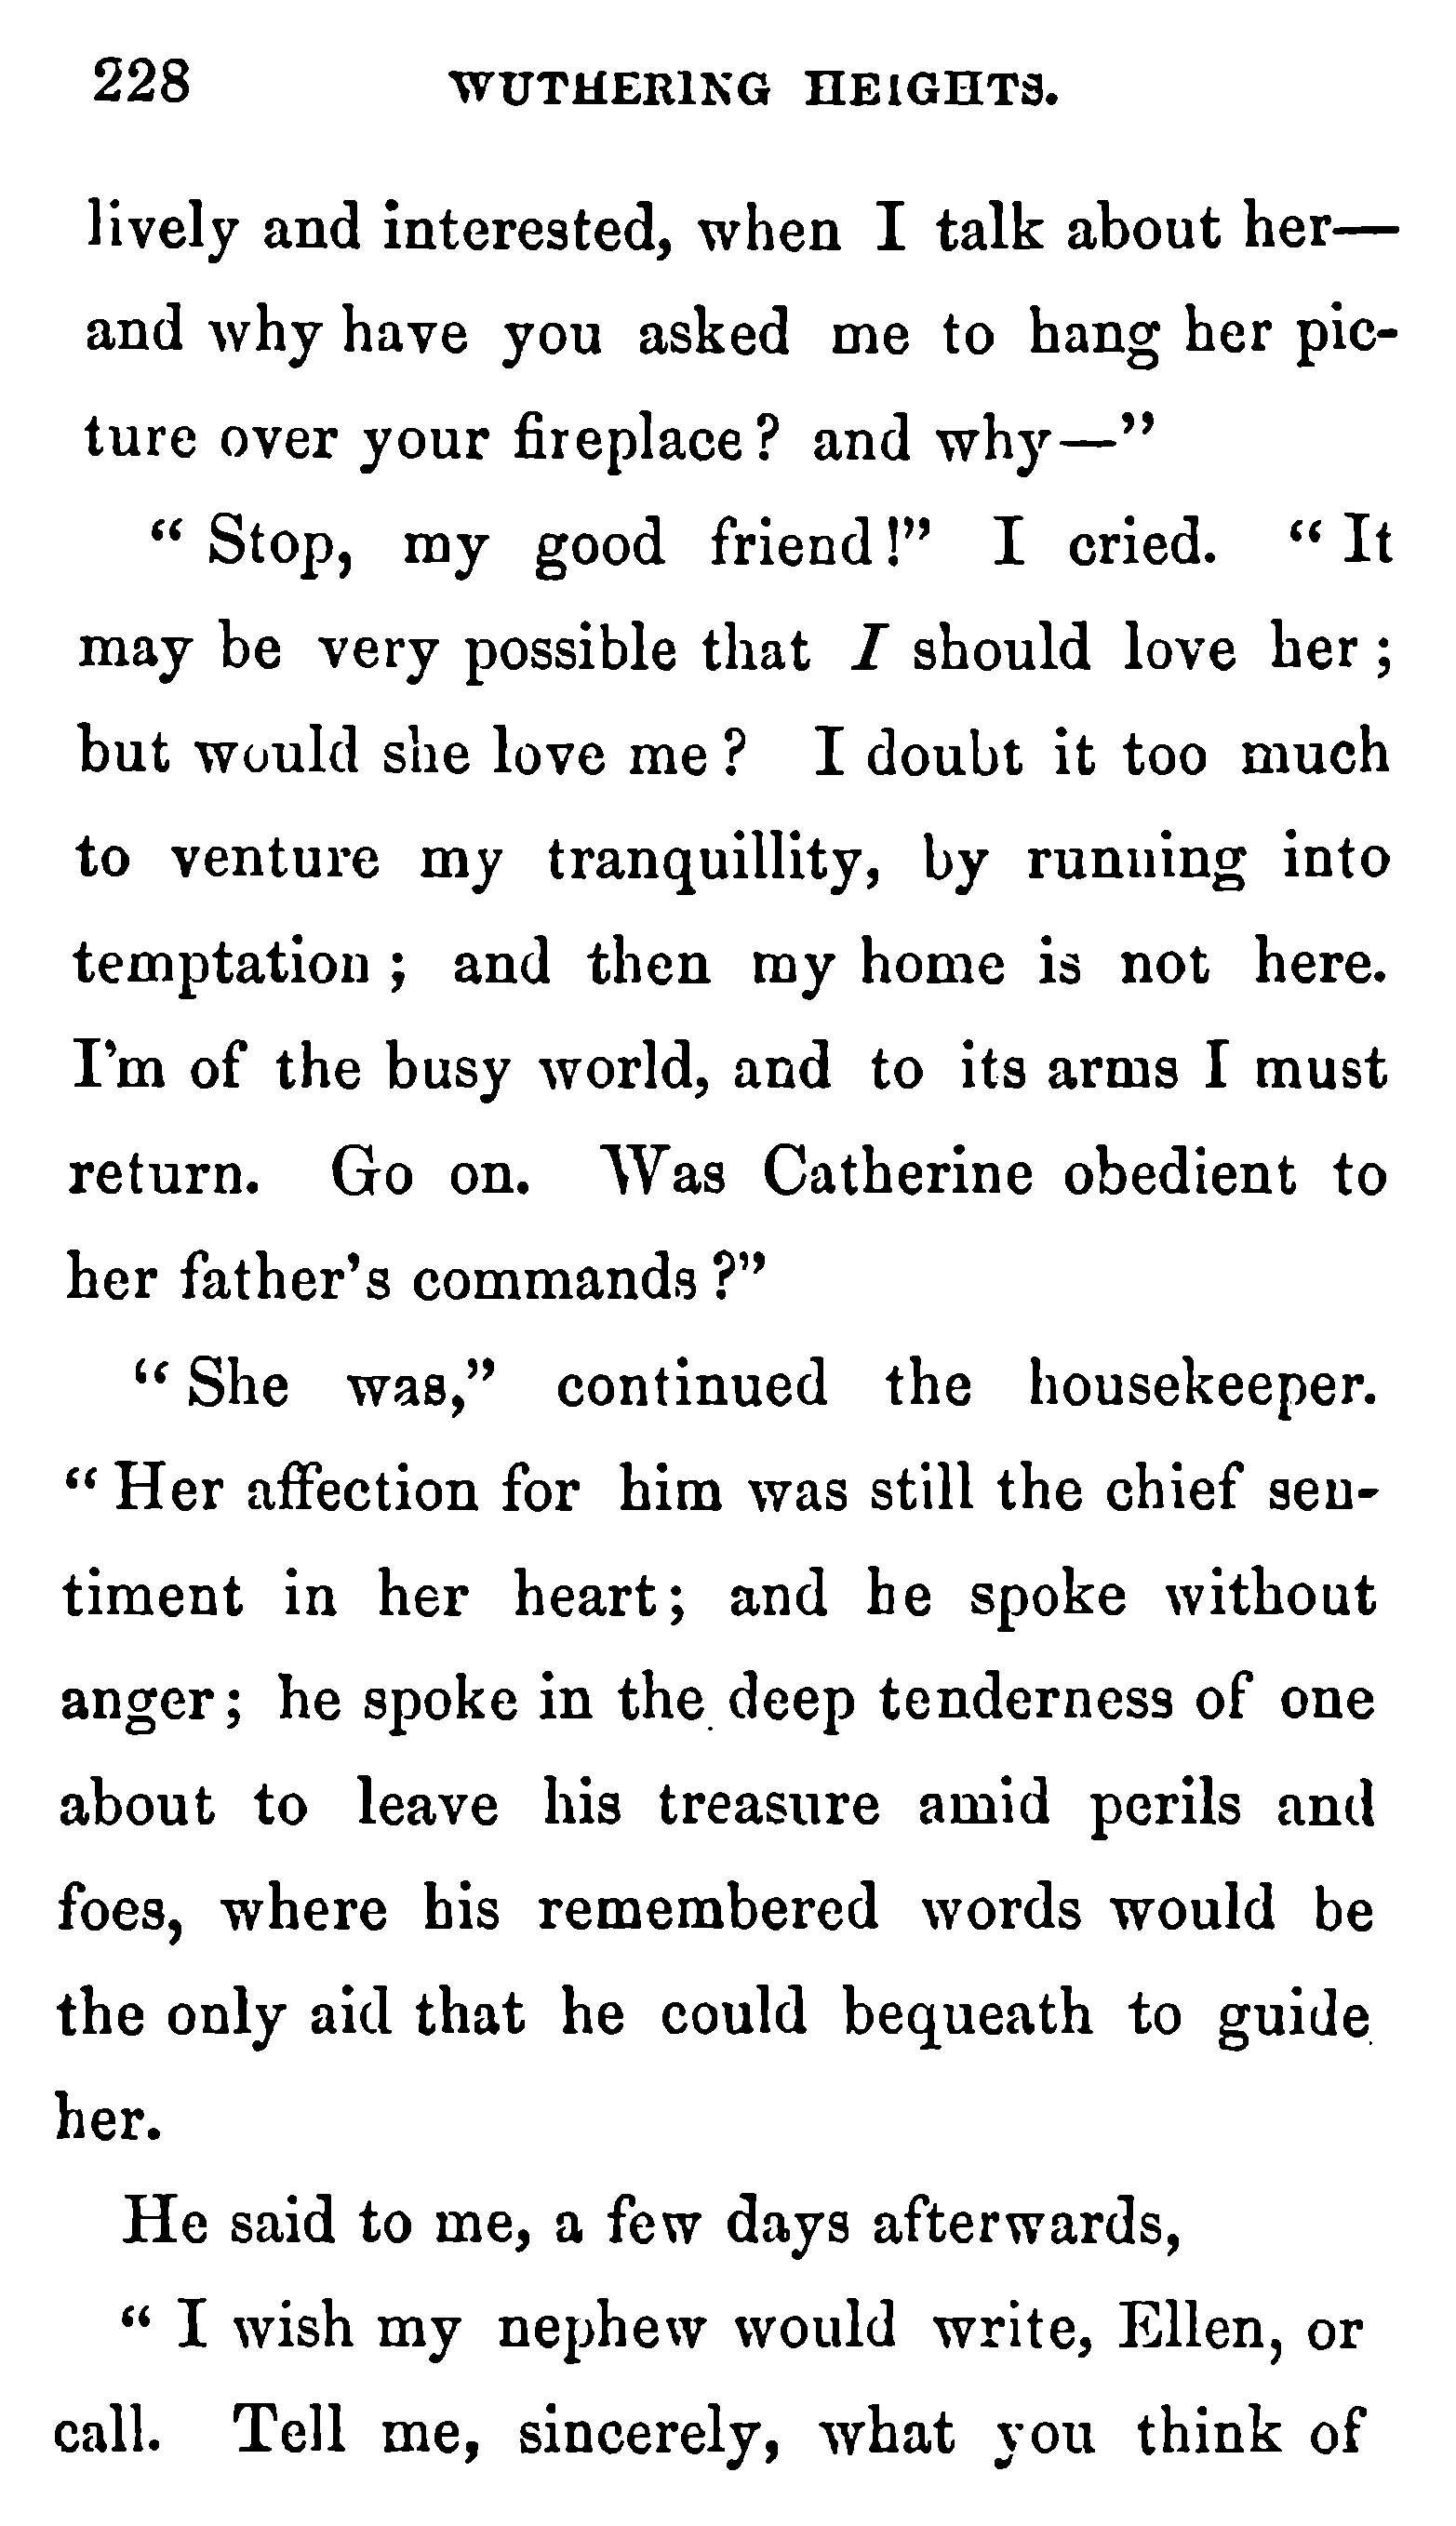 228 WUTHERING HEIGHTS.
lively and interested, when I talk about her—
and why have you asked me to hang her pic-
ture over your fireplace? and why—"
"Stop, my good friend!" I cried. "It
may be very possible that I should love her;
but would she love me? I doubt it too much
to venture my tranquillity, by running into
temptation; and then my home is not here.
I'm of the busy world, and to its arms I must
return. Go on. Was Catherine obedient to
her father's commands?"
"She was," continued the housekeeper.
"Her affection for him was still the chief sen-
timent in her heart; and he spoke without
anger; he spoke in the deep tenderness of one
about to leave his treasure amid perils and
foes, where his remembered words would be
the only aid that he could bequeath to guide
her.
He said to me, a few days afterwards,
"I wish my nephew would write, Ellen, or
call. Tell me, sincerely, what you think of